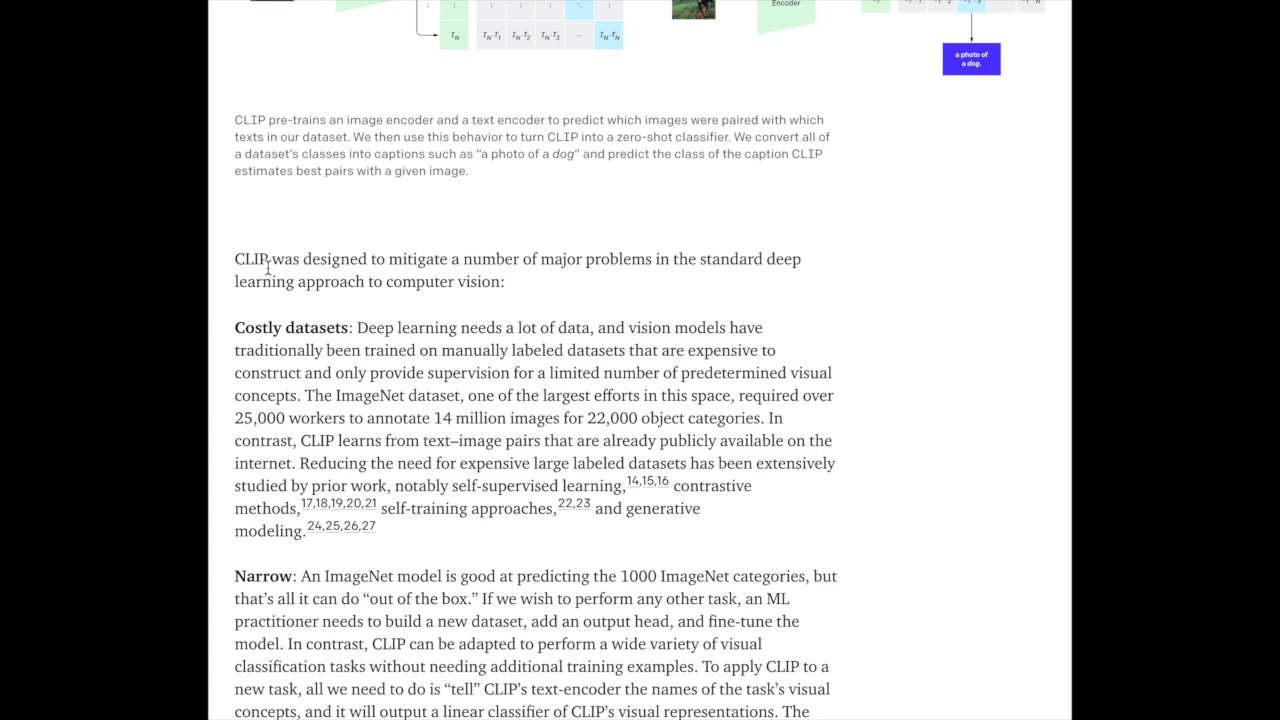 Encoder
I_N I_N·T_1 I_N·T_2 I_N·T_3 ... I_N·T_N
a photo of
a dog.
CLIP pre-trains an image encoder and a text encoder to predict which images were paired with which
texts in our dataset. We then use this behavior to turn CLIP into a zero-shot classifier. We convert all of
a dataset's classes into captions such as “a photo of a dog” and predict the class of the caption CLIP
estimates best pairs with a given image.
CLIP was designed to mitigate a number of major problems in the standard deep
learning approach to computer vision:
Costly datasets: Deep learning needs a lot of data, and vision models have
traditionally been trained on manually labeled datasets that are expensive to
construct and only provide supervision for a limited number of predetermined visual
concepts. The ImageNet dataset, one of the largest efforts in this space, required over
25,000 workers to annotate 14 million images for 22,000 object categories. In
contrast, CLIP learns from text–image pairs that are already publicly available on the
internet. Reducing the need for expensive large labeled datasets has been extensively
studied by prior work, notably self-supervised learning,14,15,16 contrastive
methods,17,18,19,20,21 self-training approaches,22,23 and generative
modeling.24,25,26,27
Narrow: An ImageNet model is good at predicting the 1000 ImageNet categories, but
that's all it can do “out of the box.” If we wish to perform any other task, an ML
practitioner needs to build a new dataset, add an output head, and fine-tune the
model. In contrast, CLIP can be adapted to perform a wide variety of visual
classification tasks without needing additional training examples. To apply CLIP to a
new task, all we need to do is “tell” CLIP's text-encoder the names of the task's visual
concepts, and it will output a linear classifier of CLIP's visual representations. The